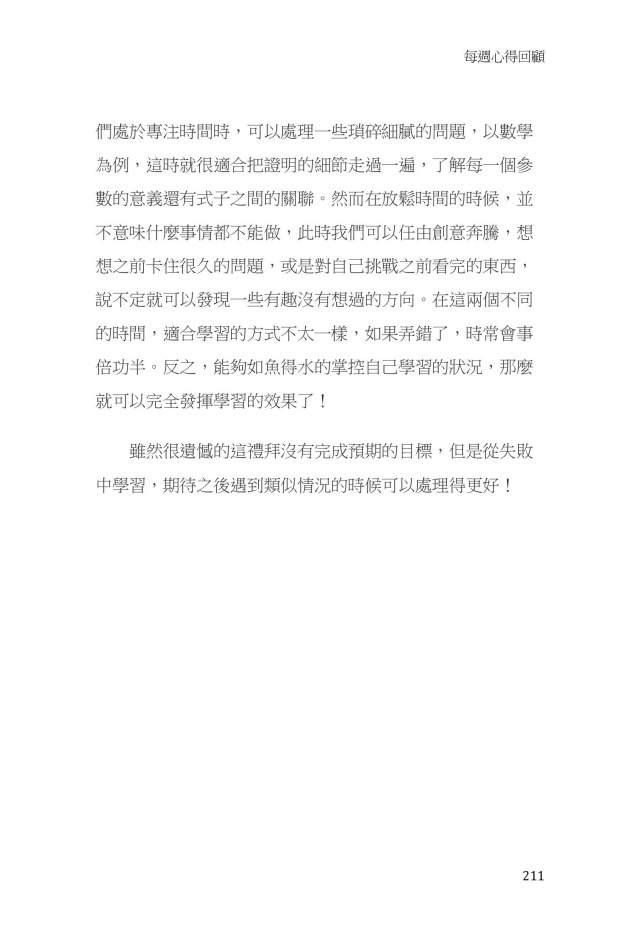 每週心得回顧
們處於專注時間時，可以處理一些瑣碎細膩的問題，以數學
為例，這時就很適合把證明的細節走過一遍，了解每一個參
數的意義還有式子之間的關聯。然而在放鬆時間的時候，並
不意味什麼事情都不能做，此時我們可以任由創意奔騰，想
想之前卡住很久的問題，或是對自己挑戰之前看完的東西，
說不定就可以發現一些有趣沒有想過的方向。在這兩個不同
的時間，適合學習的方式不太一樣，如果弄錯了，時常會事
倍功半。反之，能夠如魚得水的掌控自己學習的狀況，那麼
就可以完全發揮學習的效果了！
雖然很遺憾的這禮拜沒有完成預期的目標，但是從失敗
中學習，期待之後遇到類似情況的時候可以處理得更好！
211